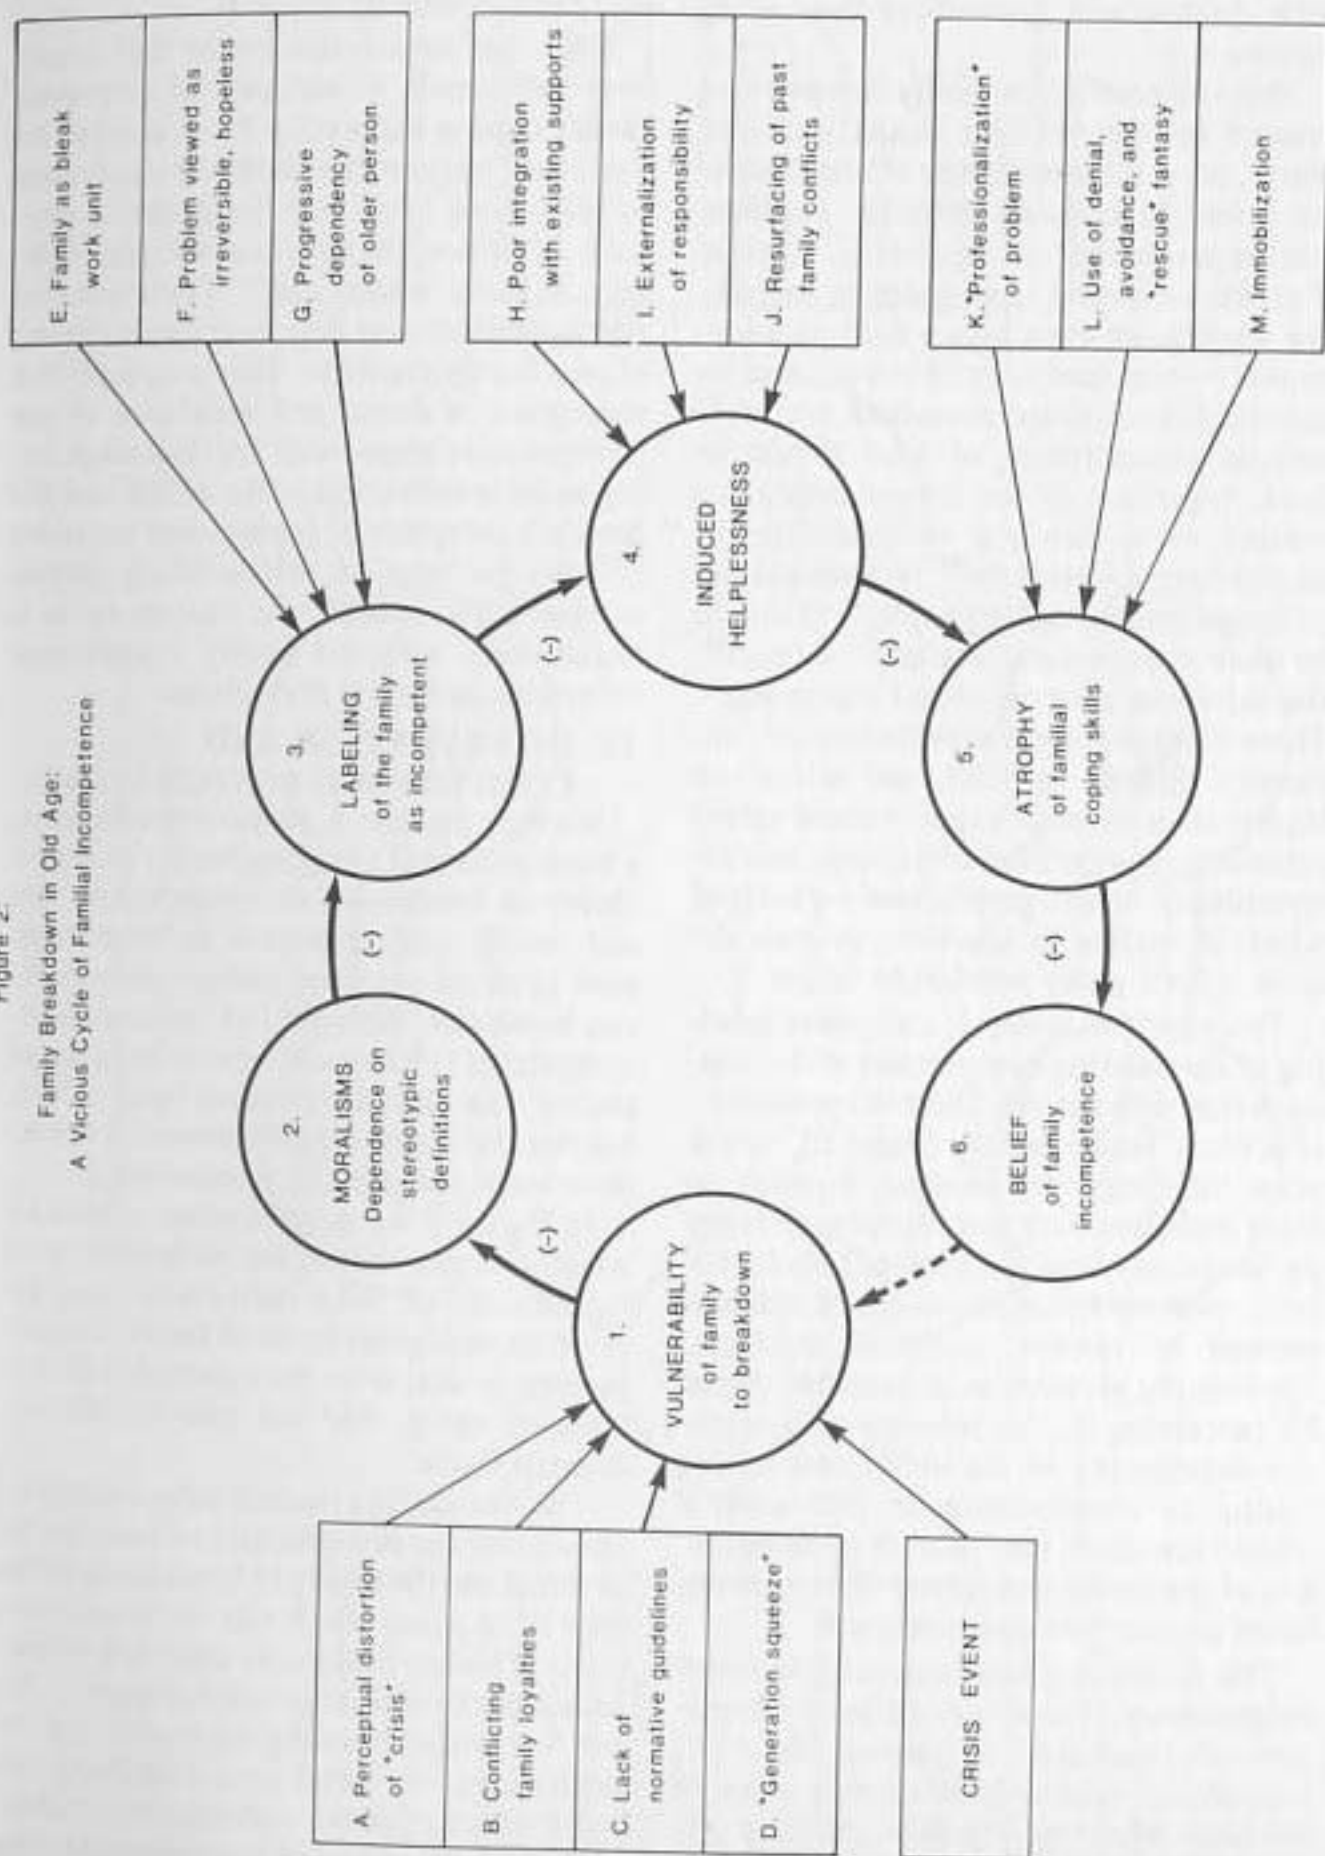 Figure 2.
Family Breakdown in Old Age:
A Vicious Cycle of Familial Incompetence
A. Perceptual distortion
of "crisis"
B. Conflicting
family loyalties
C. Lack of
normative guidelines
D. "Generation squeeze"
CRISIS EVENT
1.
VULNERABILITY
of family
to breakdown
(-)
2.
MORALISMS
Dependence on
stereotypic
definitions
(-)
3.
LABELING
of the family
as incompetent
(-)
4.
INDUCED
HELPLESSNESS
(-)
5.
ATROPHY
of familial
coping skills
(-)
6.
BELIEF
of family
incompetence
E. Family as bleak
work unit
F. Problem viewed as
irreversible, hopeless
G. Progressive
dependency
of older person
H. Poor integration
with existing supports
I. Externalization
of responsibility
J. Resurfacing of past
family conflicts
K. "Professionalization"
of problem
L. Use of denial,
avoidance, and
"rescue" fantasy
M. Immobilization